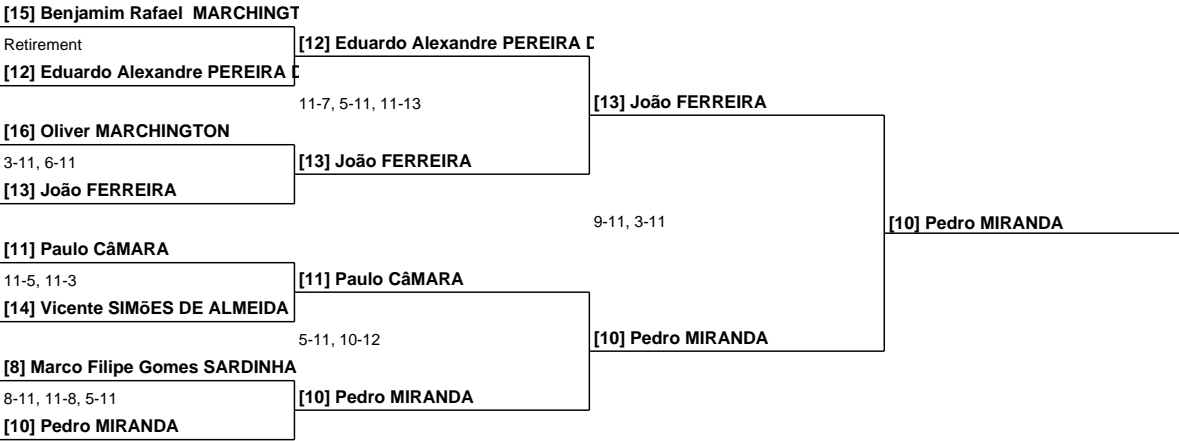 [15] Benjamim Rafael MARCHINGT
Retirement
[12] Eduardo Alexandre PEREIRA D
[12] Eduardo Alexandre PEREIRA D
11-7, 5-11, 11-13
[13] João FERREIRA
[16] Oliver MARCHINGTON
3-11, 6-11
[13] João FERREIRA
[13] João FERREIRA
9-11, 3-11
[10] Pedro MIRANDA
[11] Paulo CâMARA
11-5, 11-3
[11] Paulo CâMARA
[14] Vicente SIMõES DE ALMEIDA
5-11, 10-12
[10] Pedro MIRANDA
[8] Marco Filipe Gomes SARDINHA
8-11, 11-8, 5-11
[10] Pedro MIRANDA
[10] Pedro MIRANDA